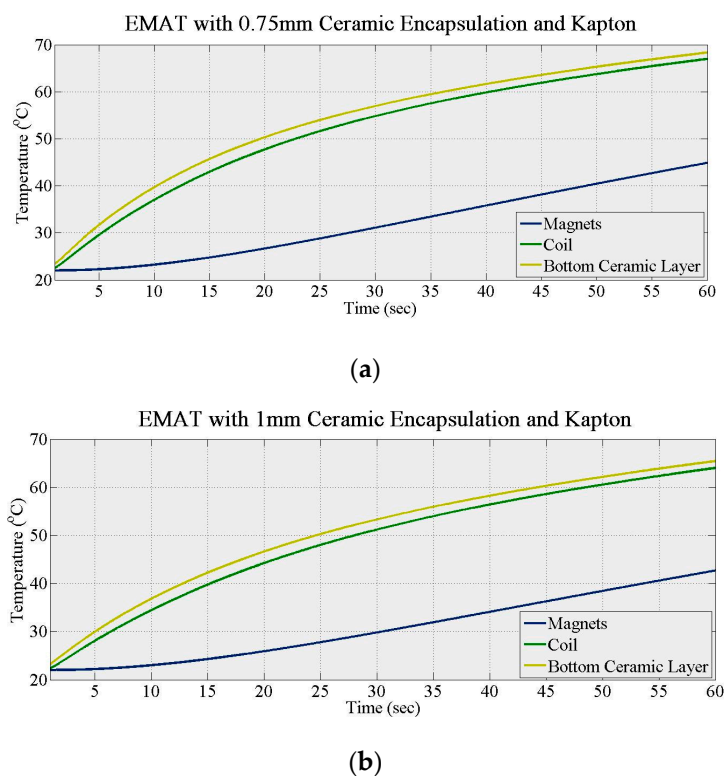 EMAT with 0.75mm Ceramic Encapsulation and Kapton
70
60
50
40
30
20
Temperature (°C)
Magnets
Coil
Bottom Ceramic Layer
5 10 15 20 25 30 35 40 45 50 55 60
Time (sec)
(a)
EMAT with 1mm Ceramic Encapsulation and Kapton
70
60
50
40
30
20
Temperature (°C)
Magnets
Coil
Bottom Ceramic Layer
5 10 15 20 25 30 35 40 45 50 55 60
Time (sec)
(b)